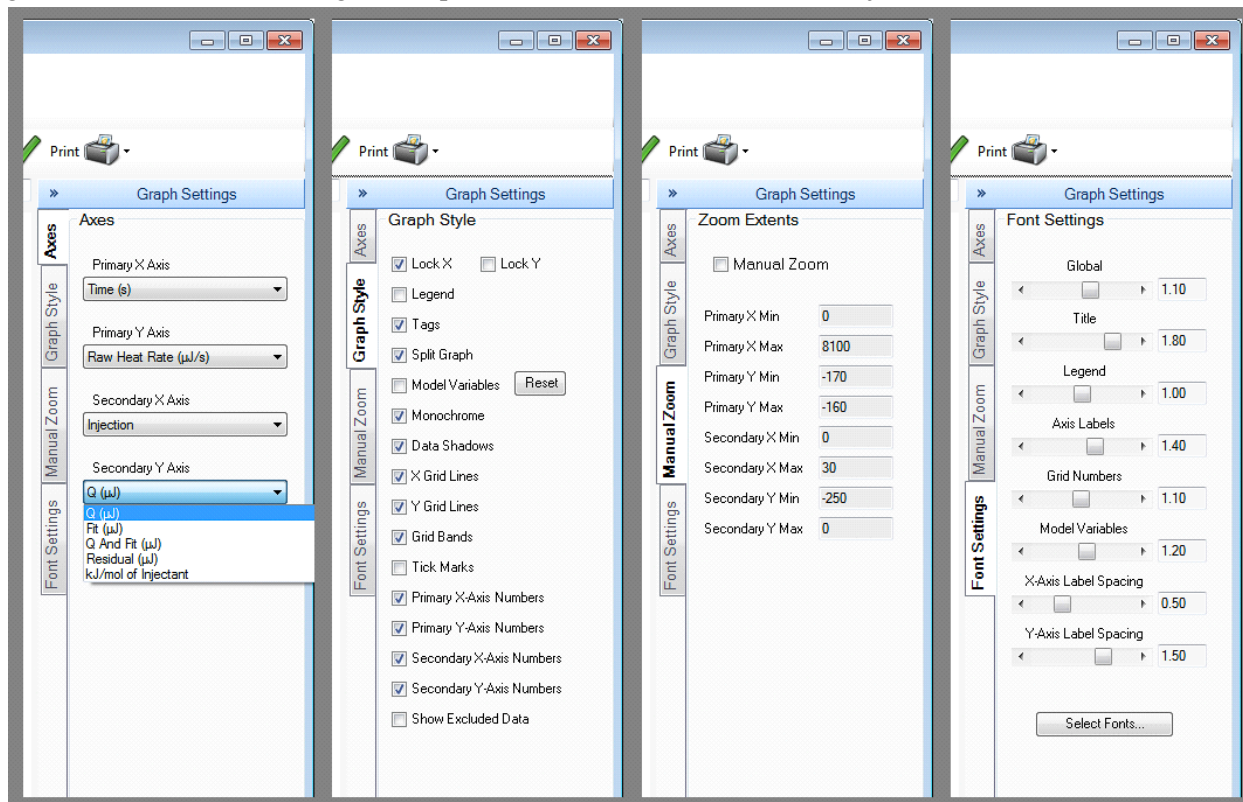 Print
»
Graph Settings
Axes
Graph Style
Manual Zoom
Font Settings
Axes
Primary X Axis
Time (s)
Primary Y Axis
Raw Heat Rate (µJ/s)
Secondary X Axis
Injection
Secondary Y Axis
Q (µJ)
Q (µJ)
Fit (µJ)
Q And Fit (µJ)
Residual (µJ)
kJ/mol of Injectant
Print
»
Graph Settings
Axes
Graph Style
Manual Zoom
Font Settings
Graph Style
Lock X Lock Y
Legend
Tags
Split Graph
Model Variables Reset
Monochrome
Data Shadows
X Grid Lines
Y Grid Lines
Grid Bands
Tick Marks
Primary X-Axis Numbers
Primary Y-Axis Numbers
Secondary X-Axis Numbers
Secondary Y-Axis Numbers
Show Excluded Data
Print
»
Graph Settings
Axes
Graph Style
Manual Zoom
Font Settings
Zoom Extents
Manual Zoom
Primary X Min 0
Primary X Max 8100
Primary Y Min -170
Primary Y Max -160
Secondary X Min 0
Secondary X Max 30
Secondary Y Min -250
Secondary Y Max 0
Print
»
Graph Settings
Axes
Graph Style
Manual Zoom
Font Settings
Font Settings
Global
1.10
Title
1.80
Legend
1.00
Axis Labels
1.40
Grid Numbers
1.10
Model Variables
1.20
X-Axis Label Spacing
0.50
Y-Axis Label Spacing
1.50
Select Fonts...